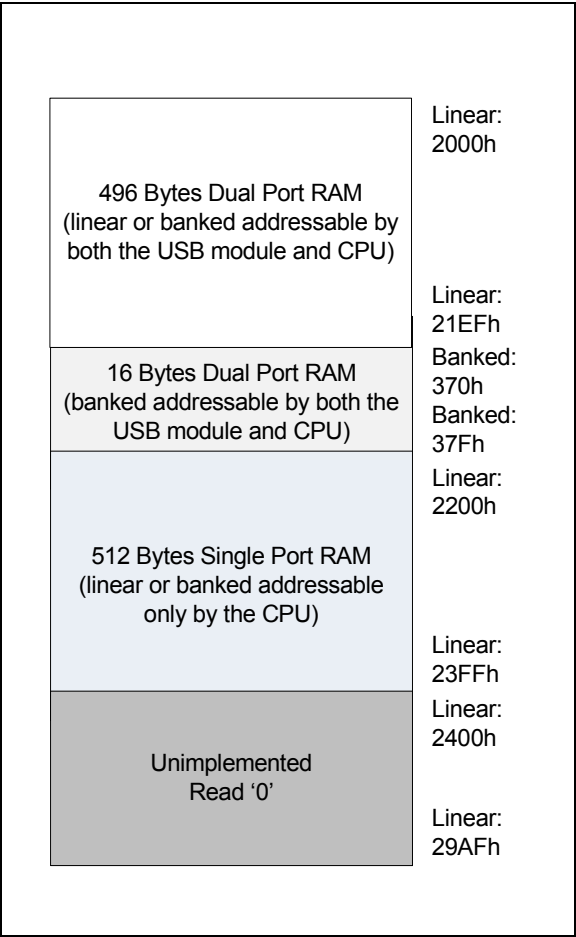 Linear:
2000h
496 Bytes Dual Port RAM
(linear or banked addressable by
both the USB module and CPU)
Linear:
21EFh
Banked:
370h
16 Bytes Dual Port RAM
(banked addressable by both the
USB module and CPU)
Banked:
37Fh
Linear:
2200h
512 Bytes Single Port RAM
(linear or banked addressable
only by the CPU)
Linear:
23FFh
Linear:
2400h
Unimplemented
Read ‘0’
Linear:
29AFh